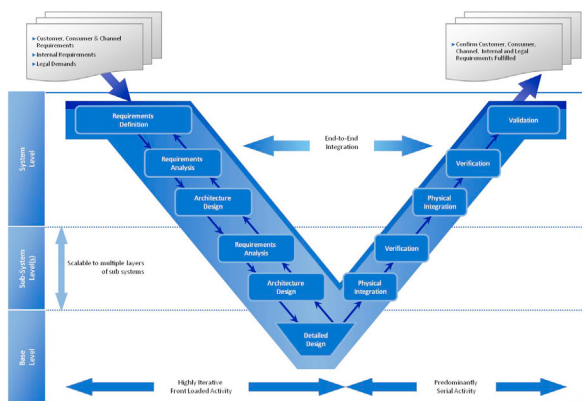 ▸Customer, Consumer & Channel
Requirements
▸Internal Requirements
▸Legal Demands
▸Confirm Customer, Consumer,
Channel, Internal and Legal
Requirements Fulfilled
System
Level
Requirements
Definition
Validation
End-to-End
Integration
Requirements
Analysis
Verification
Architecture
Design
Physical
Integration
Sub-System
Level(s)
Scalable to multiple layers
of sub systems
Requirements
Analysis
Verification
Architecture
Design
Physical
Integration
Base
Level
Detailed
Design
Highly Iterative
Front Loaded Activity
Predominantly
Serial Activity